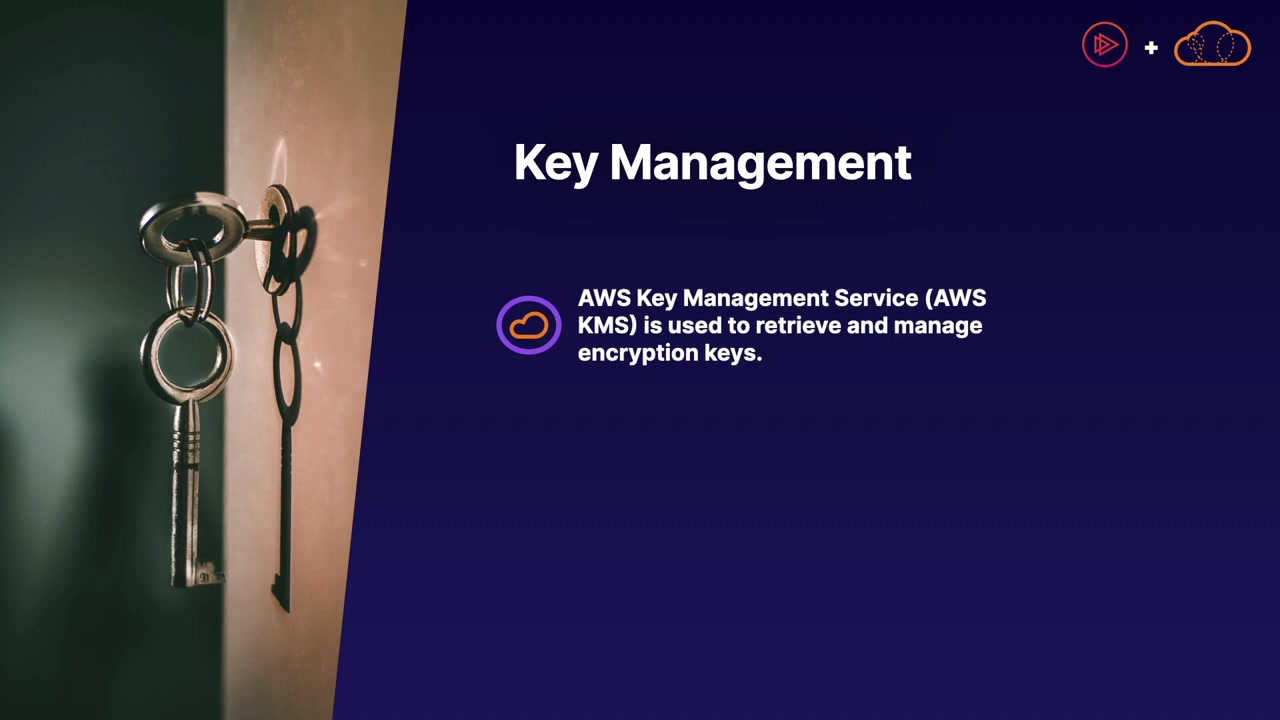 Key Management
AWS Key Management Service (AWS
KMS) is used to retrieve and manage
encryption keys.